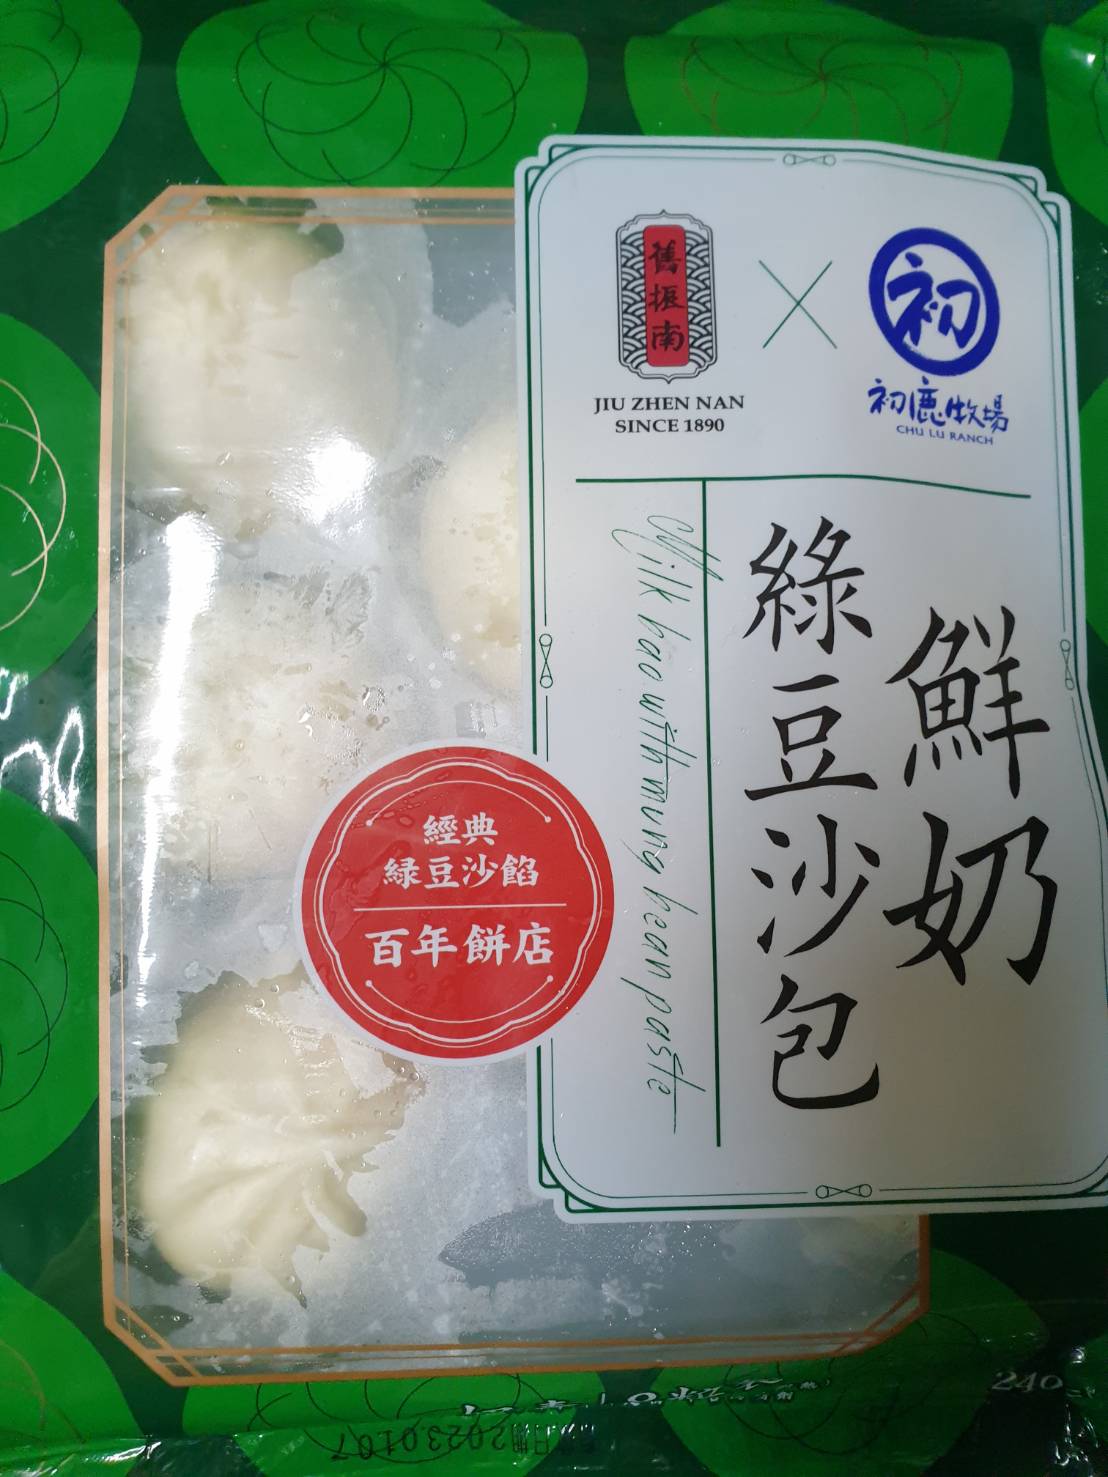 舊振南
JIU ZHEN NAN
SINCE 1890
初
初鹿牧場
CHU LU RANCH
鮮奶
綠豆沙包
Milk bao with mung bean paste
經典
綠豆沙餡
百年餅店
240
20230107